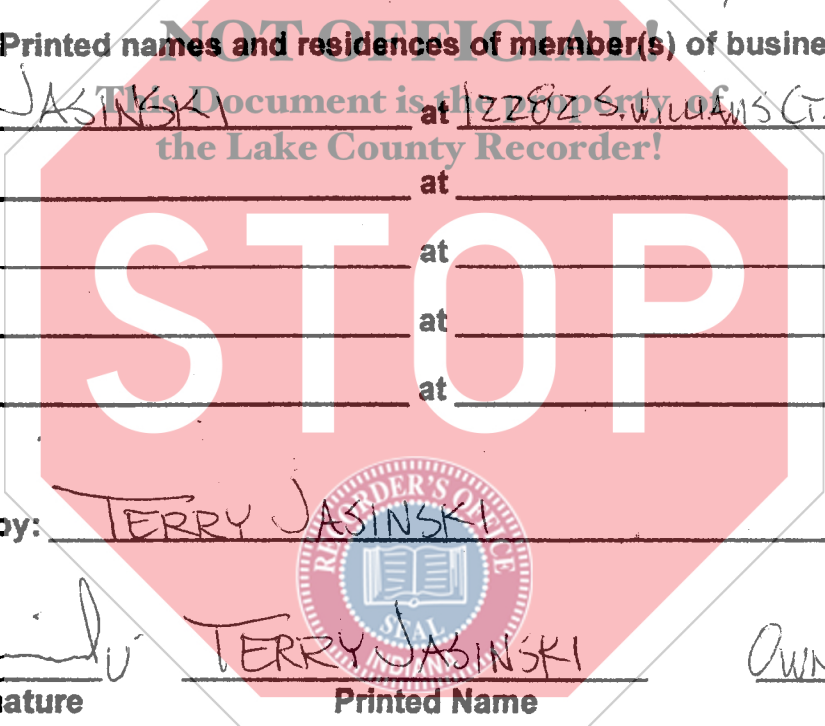 NOT OFFICIAL!
Printed names and residences of member(s) of busine
This Document is the property of
JASINSKI at 12282 S. WILLIAMS CT.
the Lake County Recorder!
at
at
at
at
STOP
RECORDER'S OFFICE
by: TERRY JASINSKI
SEAL
INDIANA
TERRY JASINSKI OWN
ature Printed Name